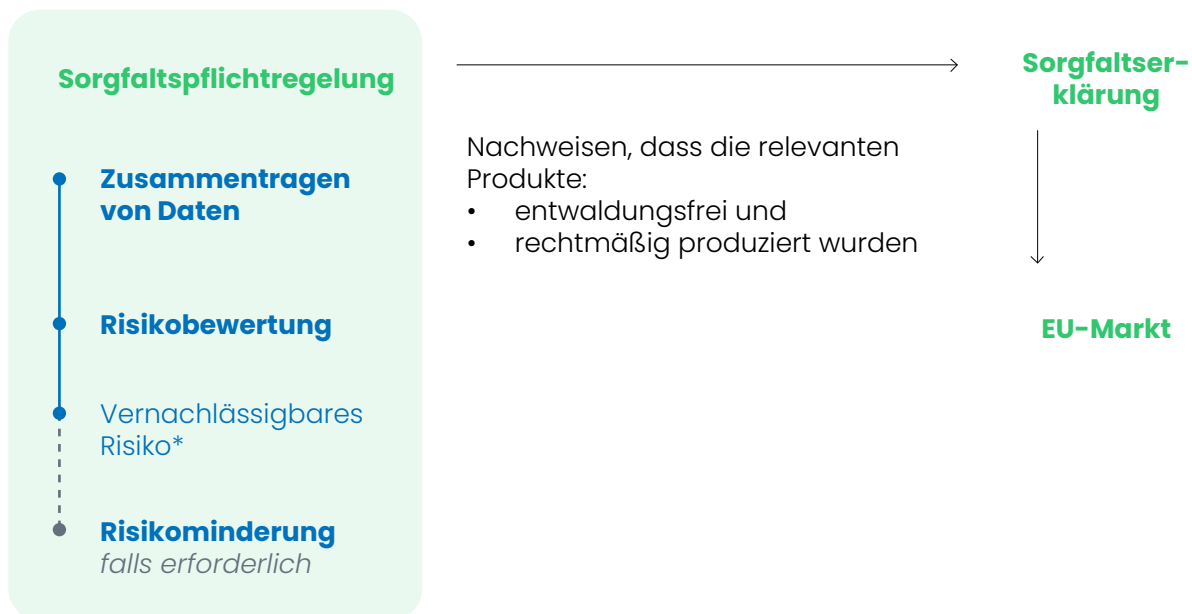 Sorgfaltspflichtregelung
Zusammentragen
von Daten
Risikobewertung
Vernachlässigbares
Risiko*
Risikominderung
falls erforderlich
Nachweisen, dass die relevanten
Produkte:
• entwaldungsfrei und
• rechtmäßig produziert wurden
Sorgfaltser-
klärung
EU-Markt